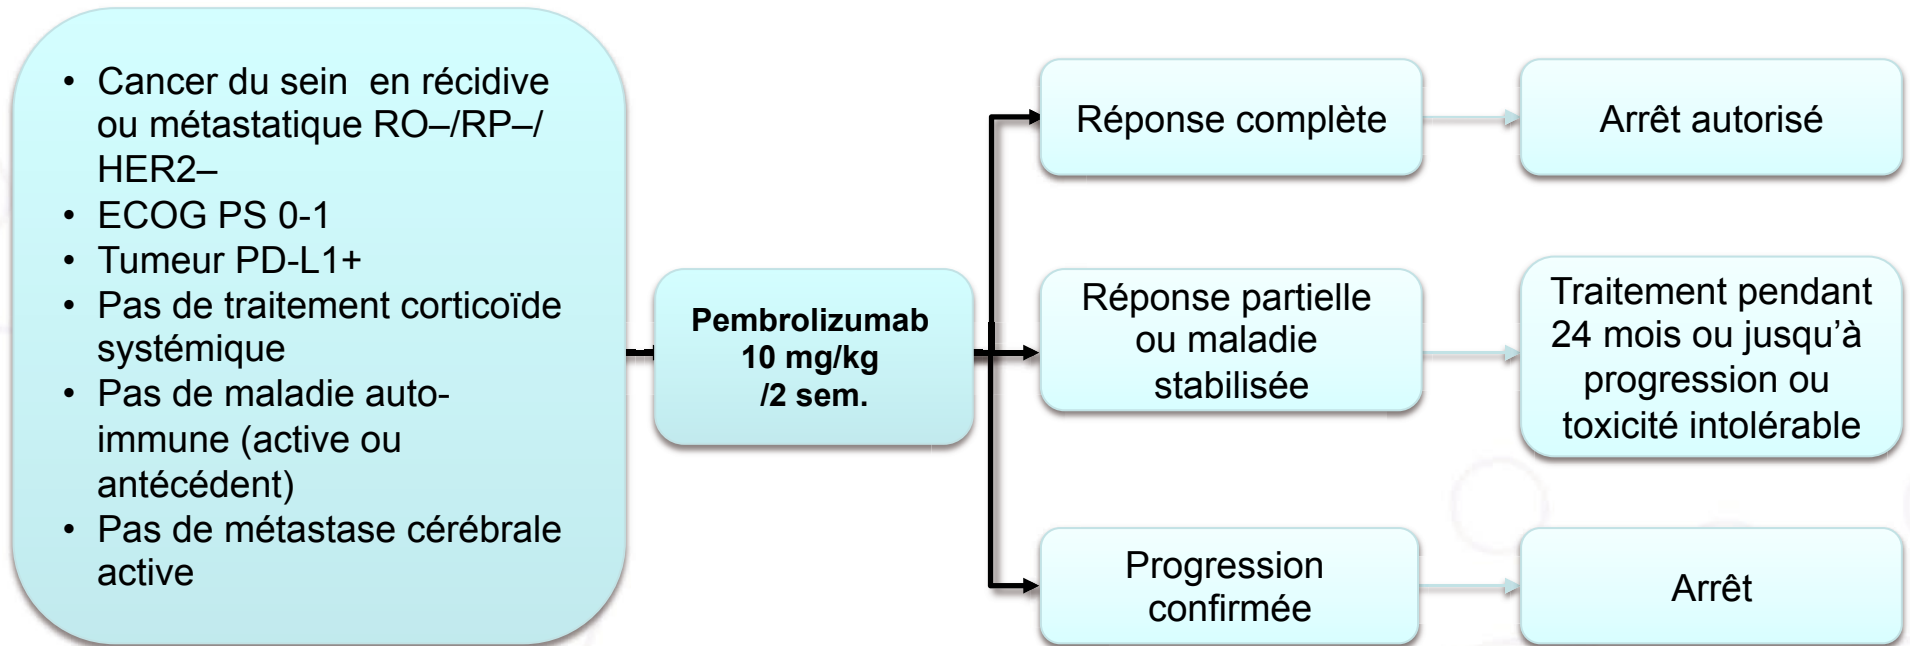 • Cancer du sein en récidive
ou métastatique RO–/RP–/
HER2–
• ECOG PS 0-1
• Tumeur PD-L1+
• Pas de traitement corticoïde
systémique
• Pas de maladie auto-
immune (active ou
antécédent)
• Pas de métastase cérébrale
active
Pembrolizumab
10 mg/kg
/2 sem.
Réponse complète
Arrêt autorisé
Réponse partielle
ou maladie
stabilisée
Traitement pendant
24 mois ou jusqu’à
progression ou
toxicité intolérable
Progression
confirmée
Arrêt